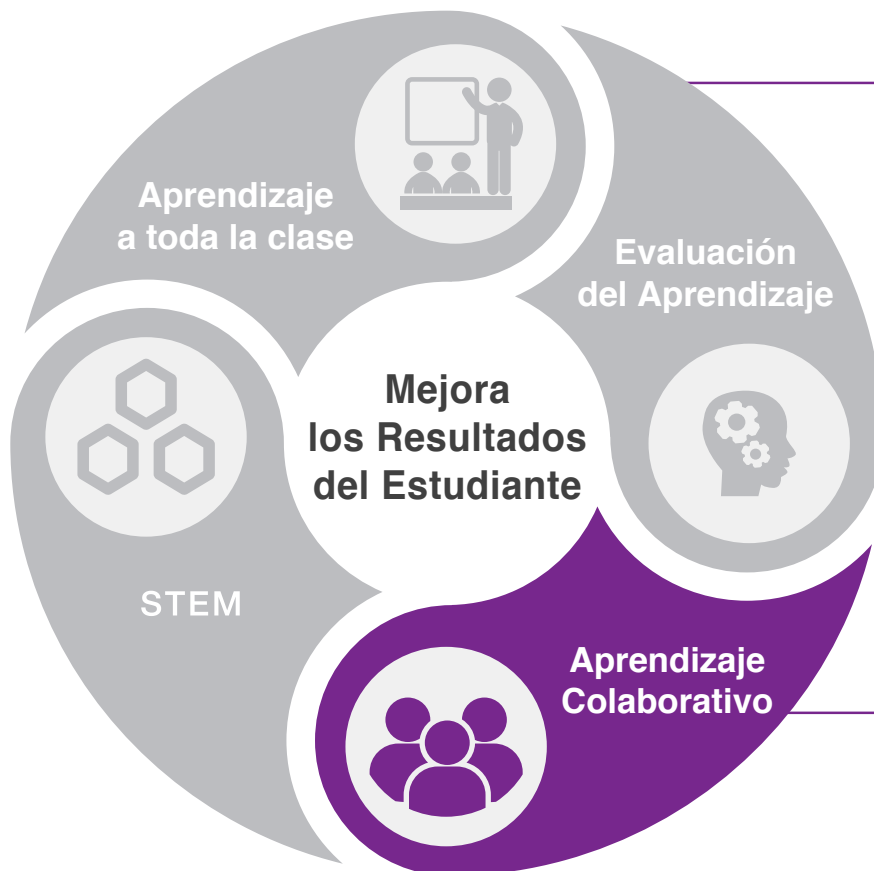 Aprendizaje
a toda la clase
Evaluación
del Aprendizaje
Mejora
los Resultados
del Estudiante
STEM
Aprendizaje
Colaborativo